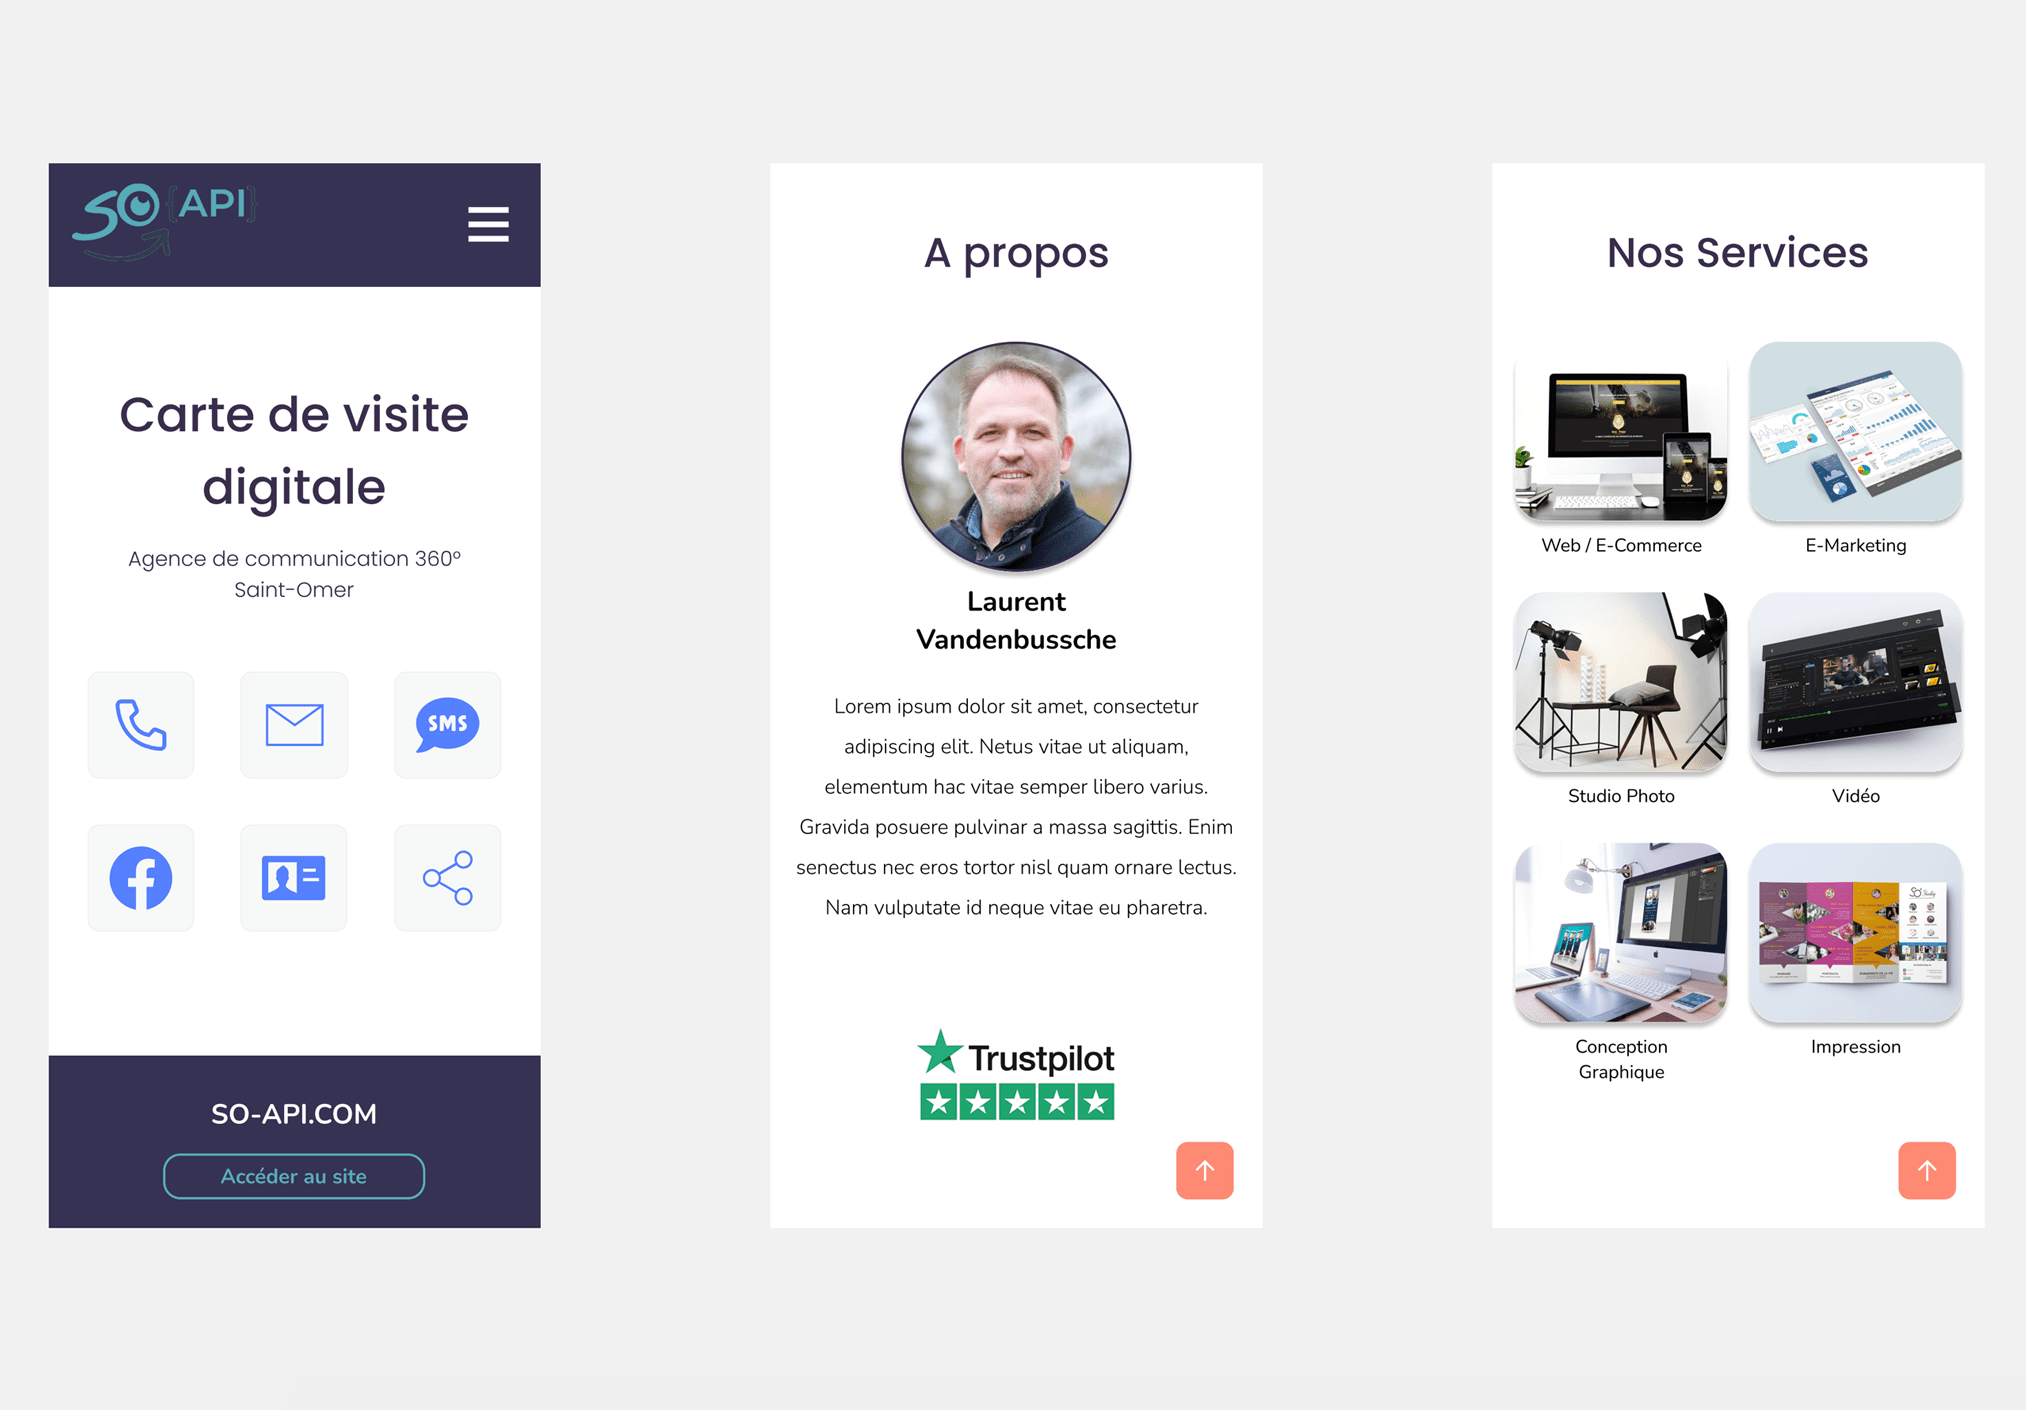 SO {API}
Carte de visite
digitale
Agence de communication 360°
Saint-Omer
SMS
SO-API.COM
Accéder au site
A propos
Laurent
Vandenbussche
Lorem ipsum dolor sit amet, consectetur
adipiscing elit. Netus vitae ut aliquam,
elementum hac vitae semper libero varius.
Gravida posuere pulvinar a massa sagittis. Enim
senectus nec eros tortor nisl quam ornare lectus.
Nam vulputate id neque vitae eu pharetra.
Trustpilot
Nos Services
Web / E-Commerce
E-Marketing
Studio Photo
Vidéo
Conception
Graphique
Impression